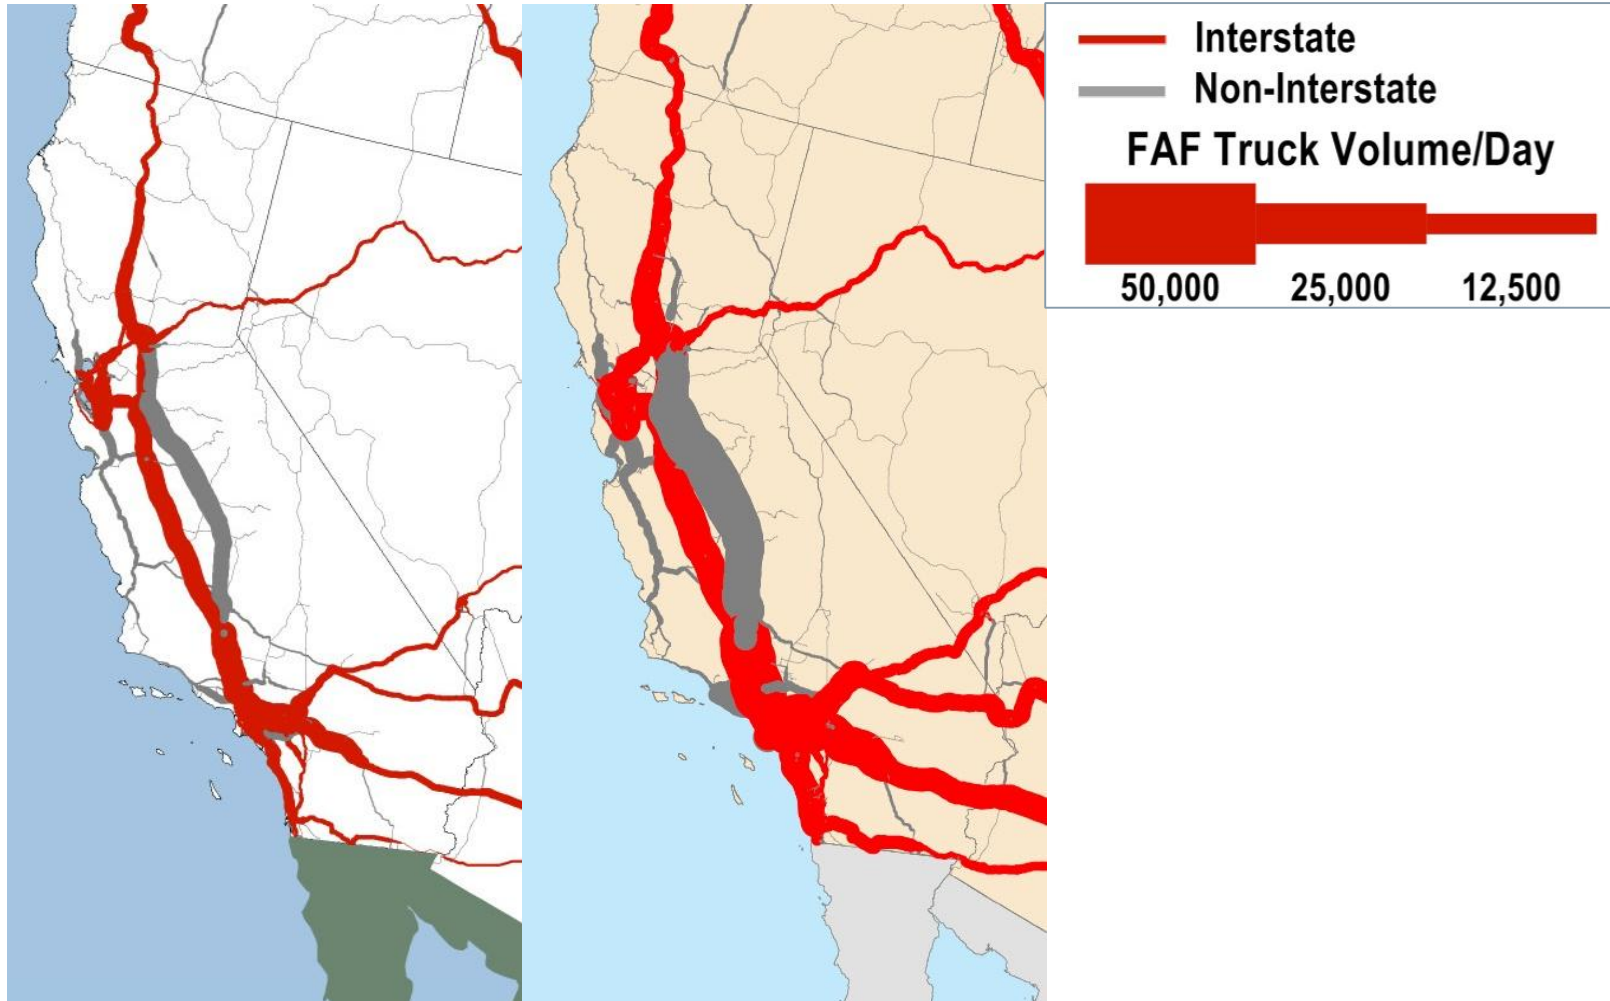 Interstate
Non-Interstate
FAF Truck Volume/Day
50,000 25,000 12,500